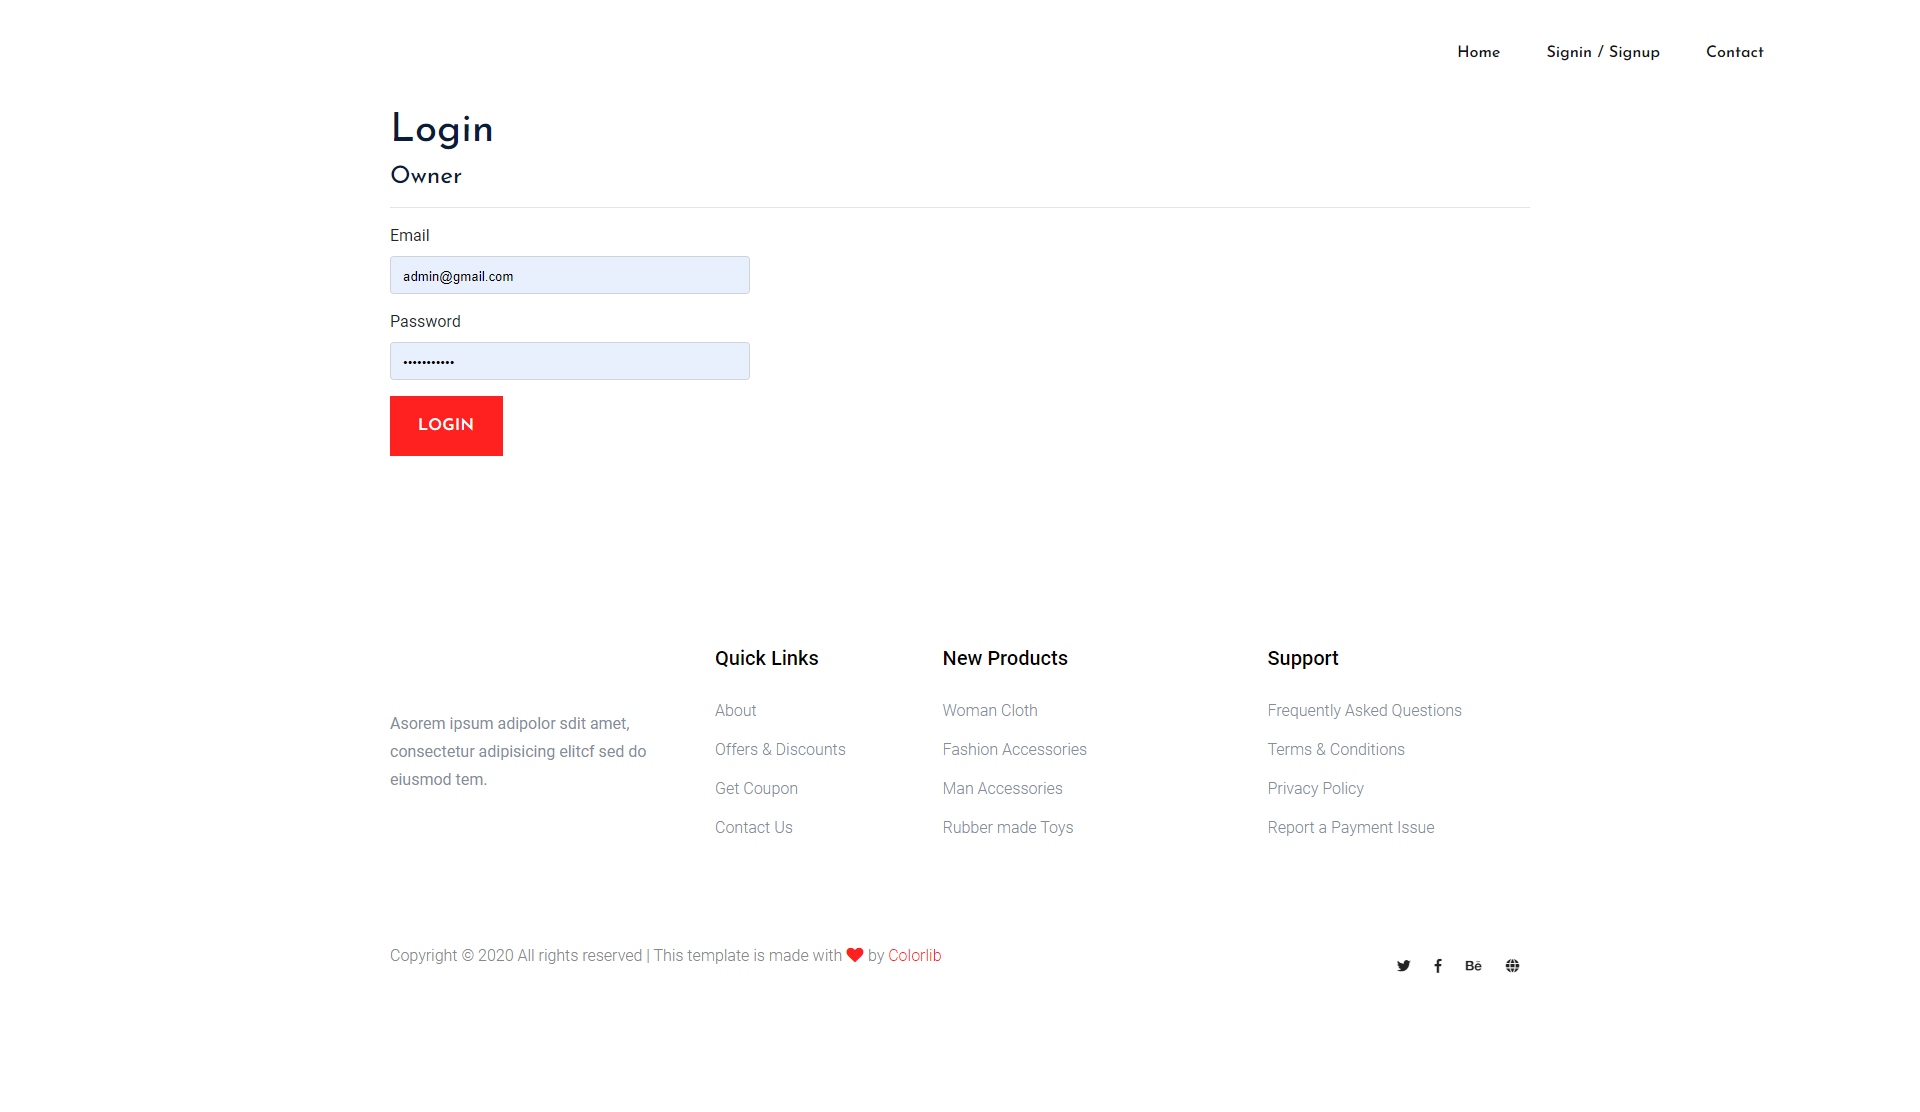 Home Signin / Signup Contact
Login
Owner
Email
admin@gmail.com
Password
•••••••••••
LOGIN
Asorem ipsum adipolor sdit amet,
consectetur adipisicing elitcf sed do
eiusmod tem.
Quick Links
About
Offers & Discounts
Get Coupon
Contact Us
New Products
Woman Cloth
Fashion Accessories
Man Accessories
Rubber made Toys
Support
Frequently Asked Questions
Terms & Conditions
Privacy Policy
Report a Payment Issue
Copyright © 2020 All rights reserved | This template is made with ♥ by Colorlib